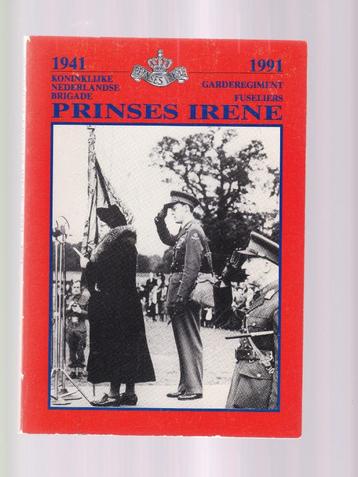 1941
1991
KONINKLIJKE
NEDERLANDSE
BRIGADE
GARDEREGIMENT
FUSELIERS
PRINSES IRENE